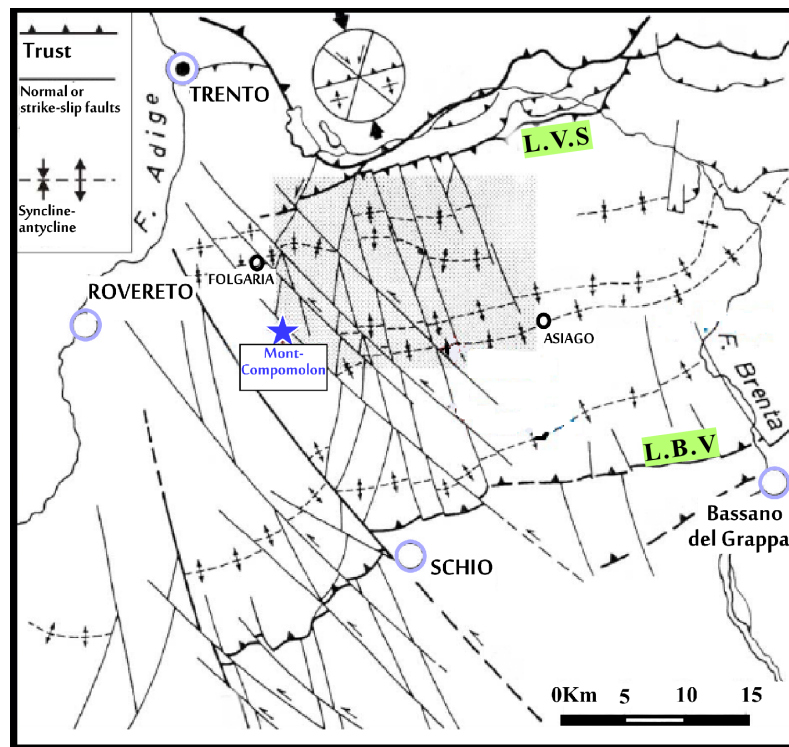 Trust
Normal or
strike-slip faults
Syncline-
antycline
TRENTO
F. Adige
L.V.S
FOLGARIA
ROVERETO
Mont-
Compomolon
ASIAGO
F. Brenta
L.B.V
Bassano
del Grappa
SCHIO
0Km 5 10 15